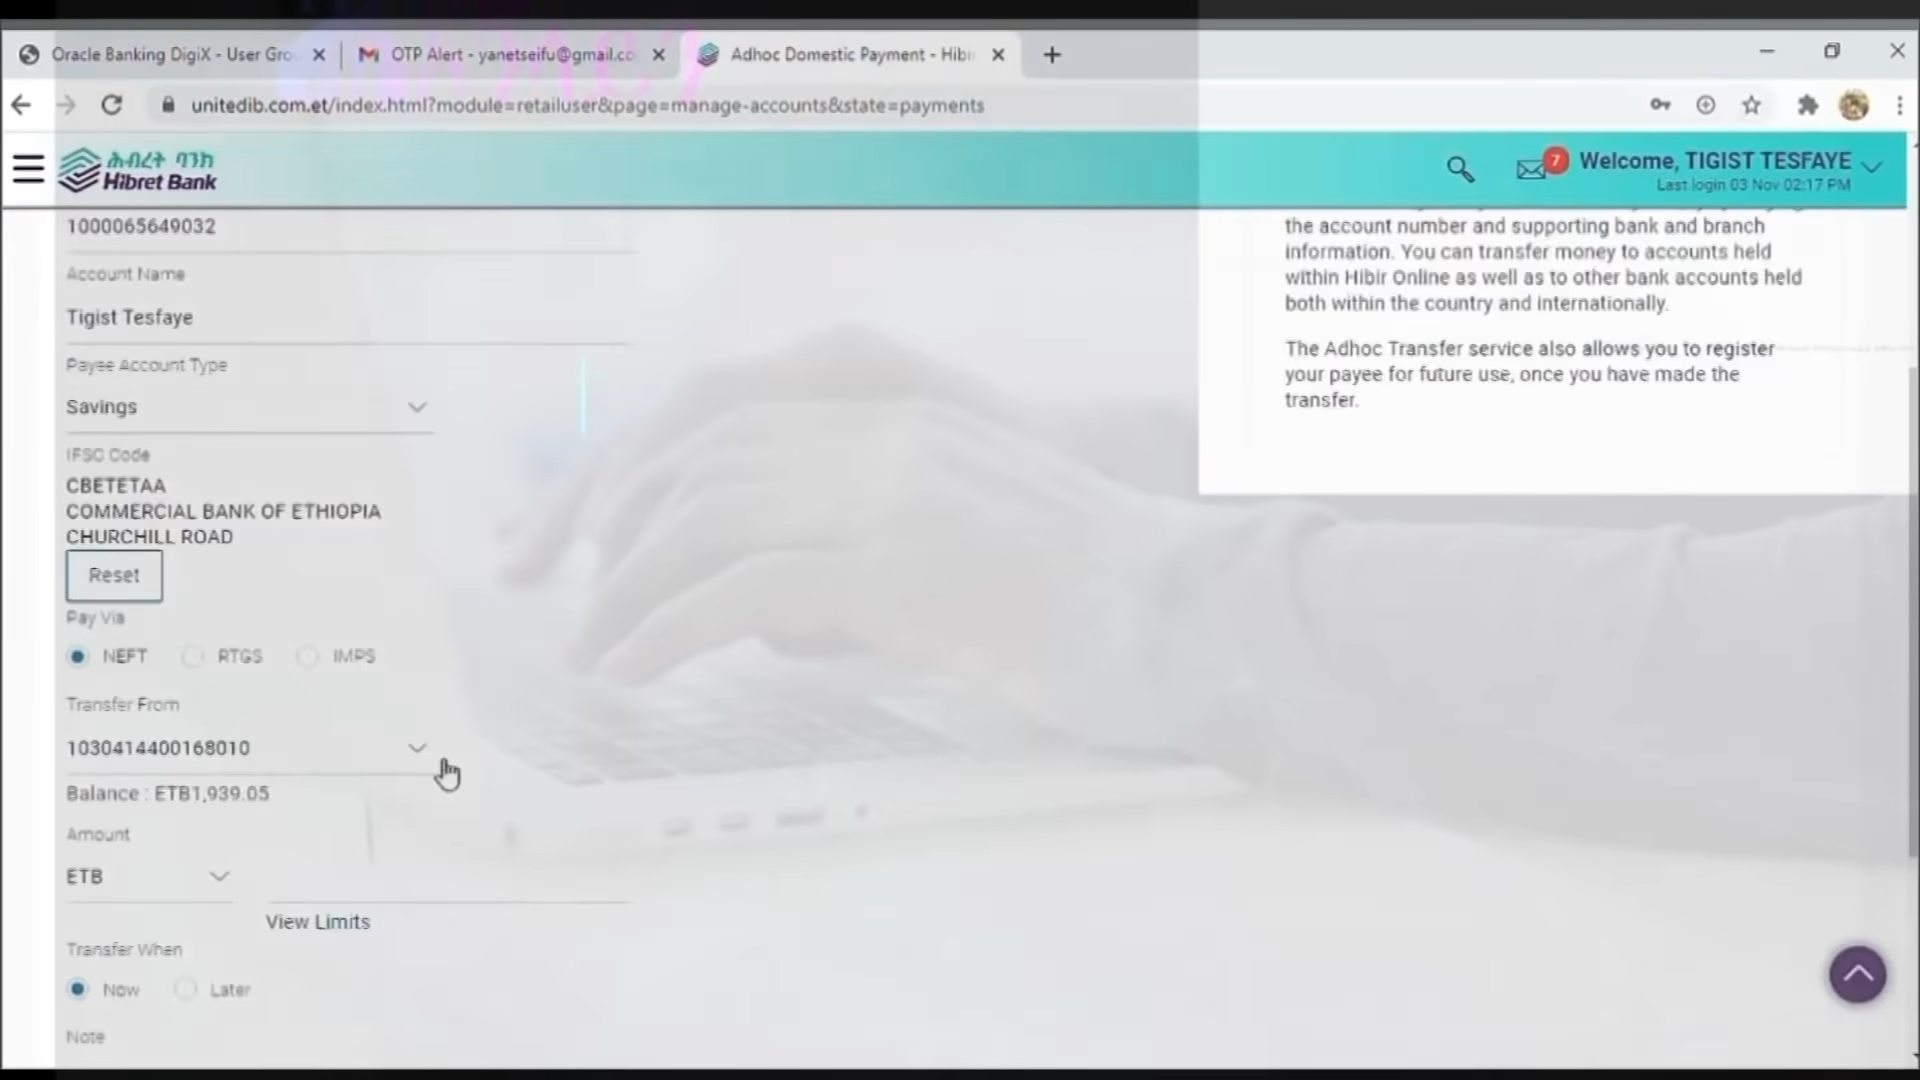 Oracle Banking DigiX - User Gro
OTP Alert - yanetseifu@gmail.co
Adhoc Domestic Payment - Hibi
unitedib.com.et/index.html?module=retailuser&page=manage-accounts&state=payments
ሕብረት ባንክ
Hibret Bank
7
Welcome, TIGIST TESFAYE
Last login 03 Nov 02:17 PM
1000065649032
Account Name
Tigist Tesfaye
Payee Account Type
Savings
IFSC Code
CBETETAA
COMMERCIAL BANK OF ETHIOPIA
CHURCHILL ROAD
Reset
Pay Via
NEFT RTGS IMPS
Transfer From
1030414400168010
Balance : ETB1,939.05
Amount
ETB
View Limits
Transfer When
Now Later
Note
the account number and supporting bank and branch
information. You can transfer money to accounts held
within Hibir Online as well as to other bank accounts held
both within the country and internationally.
The Adhoc Transfer service also allows you to register
your payee for future use, once you have made the
transfer.